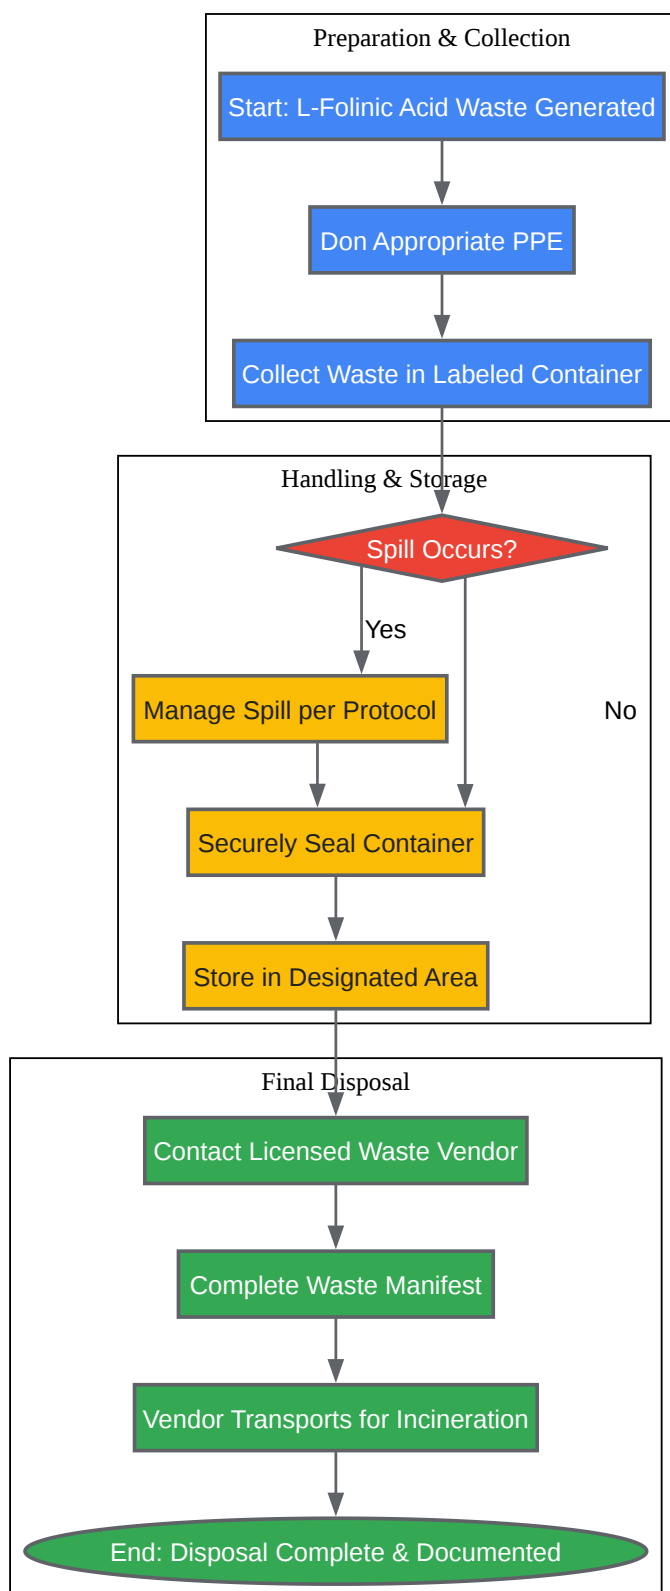 Preparation & Collection
Start: L-Folinic Acid Waste Generated
Don Appropriate PPE
Collect Waste in Labeled Container
Handling & Storage
Spill Occurs?
Yes
Manage Spill per Protocol
No
Securely Seal Container
Store in Designated Area
Final Disposal
Contact Licensed Waste Vendor
Complete Waste Manifest
Vendor Transports for Incineration
End: Disposal Complete & Documented